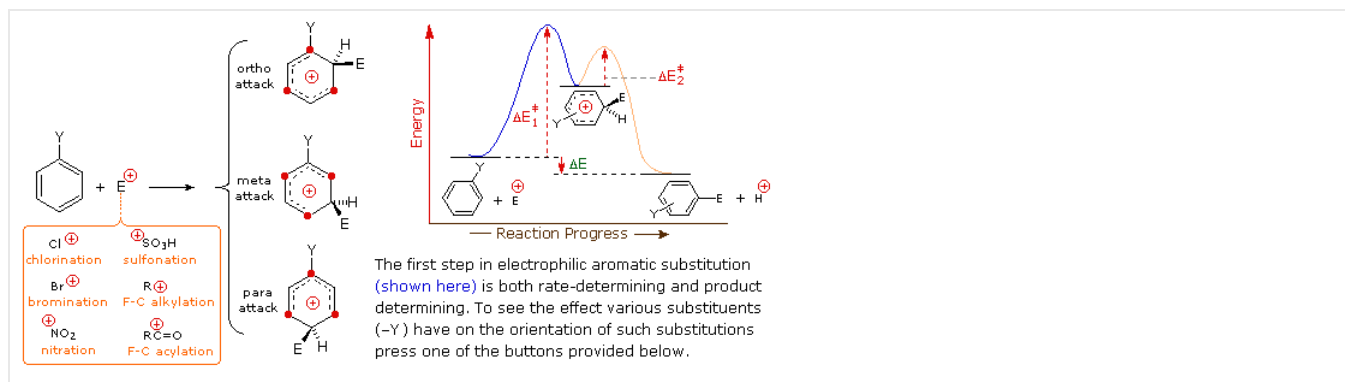 Y
+ E⊕
Cl⊕
chlorination
⊕SO₃H
sulfonation
Br⊕
bromination
R⊕
F-C alkylation
⊕NO₂
nitration
RC⊕=O
F-C acylation
ortho
attack
Y
H
E
⊕
meta
attack
Y
H
E
⊕
para
attack
Y
E
H
⊕
Energy
ΔE₁‡
ΔE₂‡
ΔE
Y
E
H
⊕
Y
+ E⊕
Y
E
+ H⊕
Reaction Progress
The first step in electrophilic aromatic substitution
(shown here) is both rate-determining and product
determining. To see the effect various substituents
(–Y) have on the orientation of such substitutions
press one of the buttons provided below.